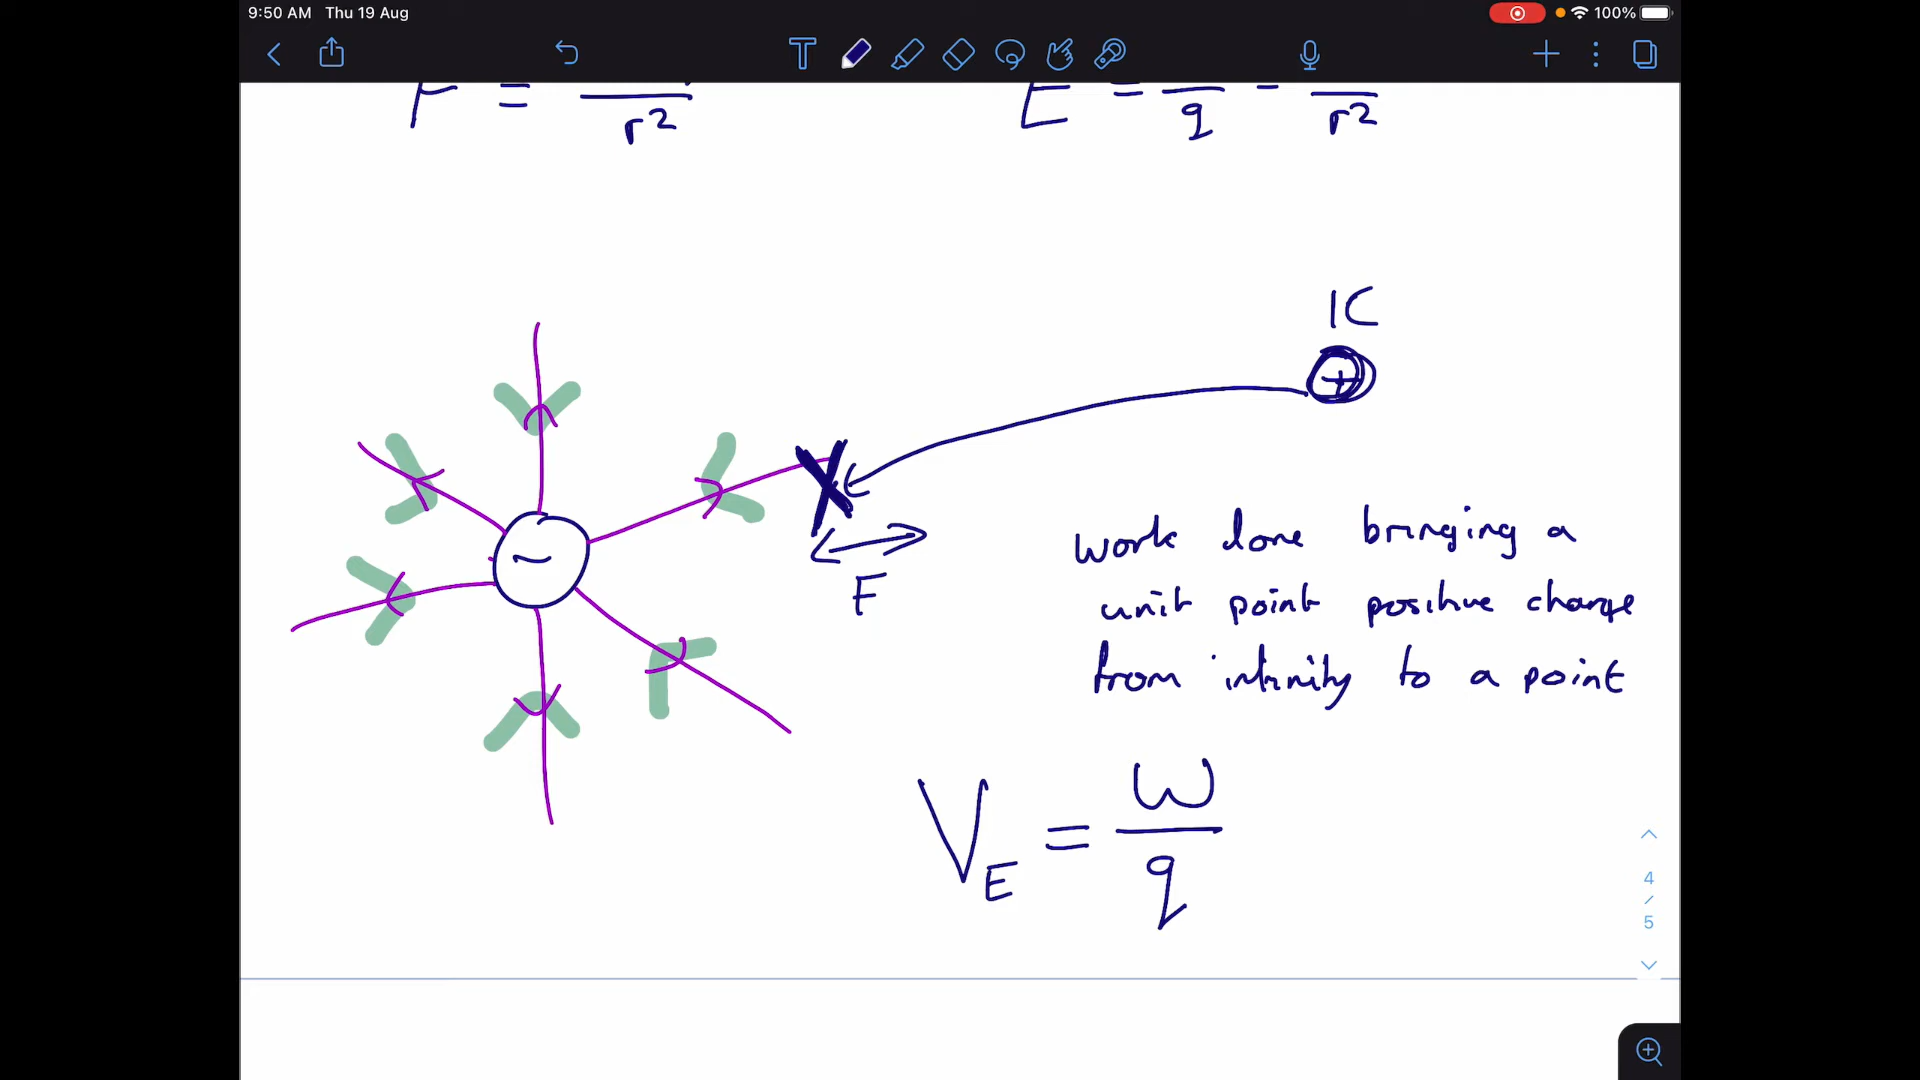 9:50 AM Thu 19 Aug
100%
T
F = r²
E = q - r²
1C
+
-
F
work done bringing a
unit point positive charge
from infinity to a point
V_E = W/q
4
/
5